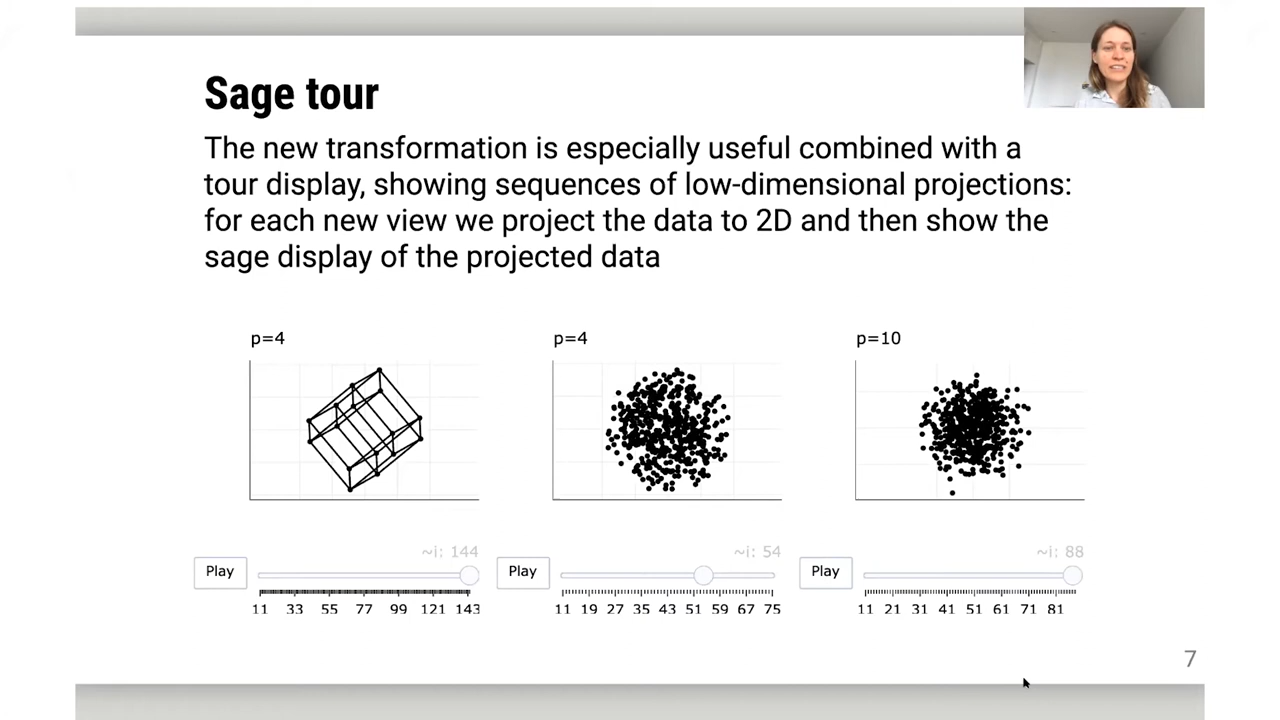 Sage tour
The new transformation is especially useful combined with a
tour display, showing sequences of low-dimensional projections:
for each new view we project the data to 2D and then show the
sage display of the projected data
p=4
p=4
p=10
~i: 144
~i: 54
~i: 88
Play
Play
Play
11 33 55 77 99 121 143
11 19 27 35 43 51 59 67 75
11 21 31 41 51 61 71 81
7